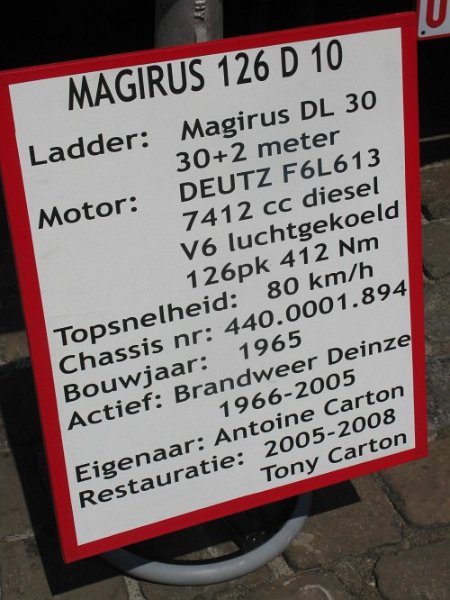 MAGIRUS 126 D 10
Ladder: Magirus DL 30
30+2 meter
Motor: DEUTZ F6L613
7412 cc diesel
V6 luchtgekoeld
126pk 412 Nm
Topsnelheid: 80 km/h
Chassis nr: 440.0001.894
Bouwjaar: 1965
Actief: Brandweer Deinze
1966-2005
Eigenaar: Antoine Carton
Restauratie: 2005-2008
Tony Carton